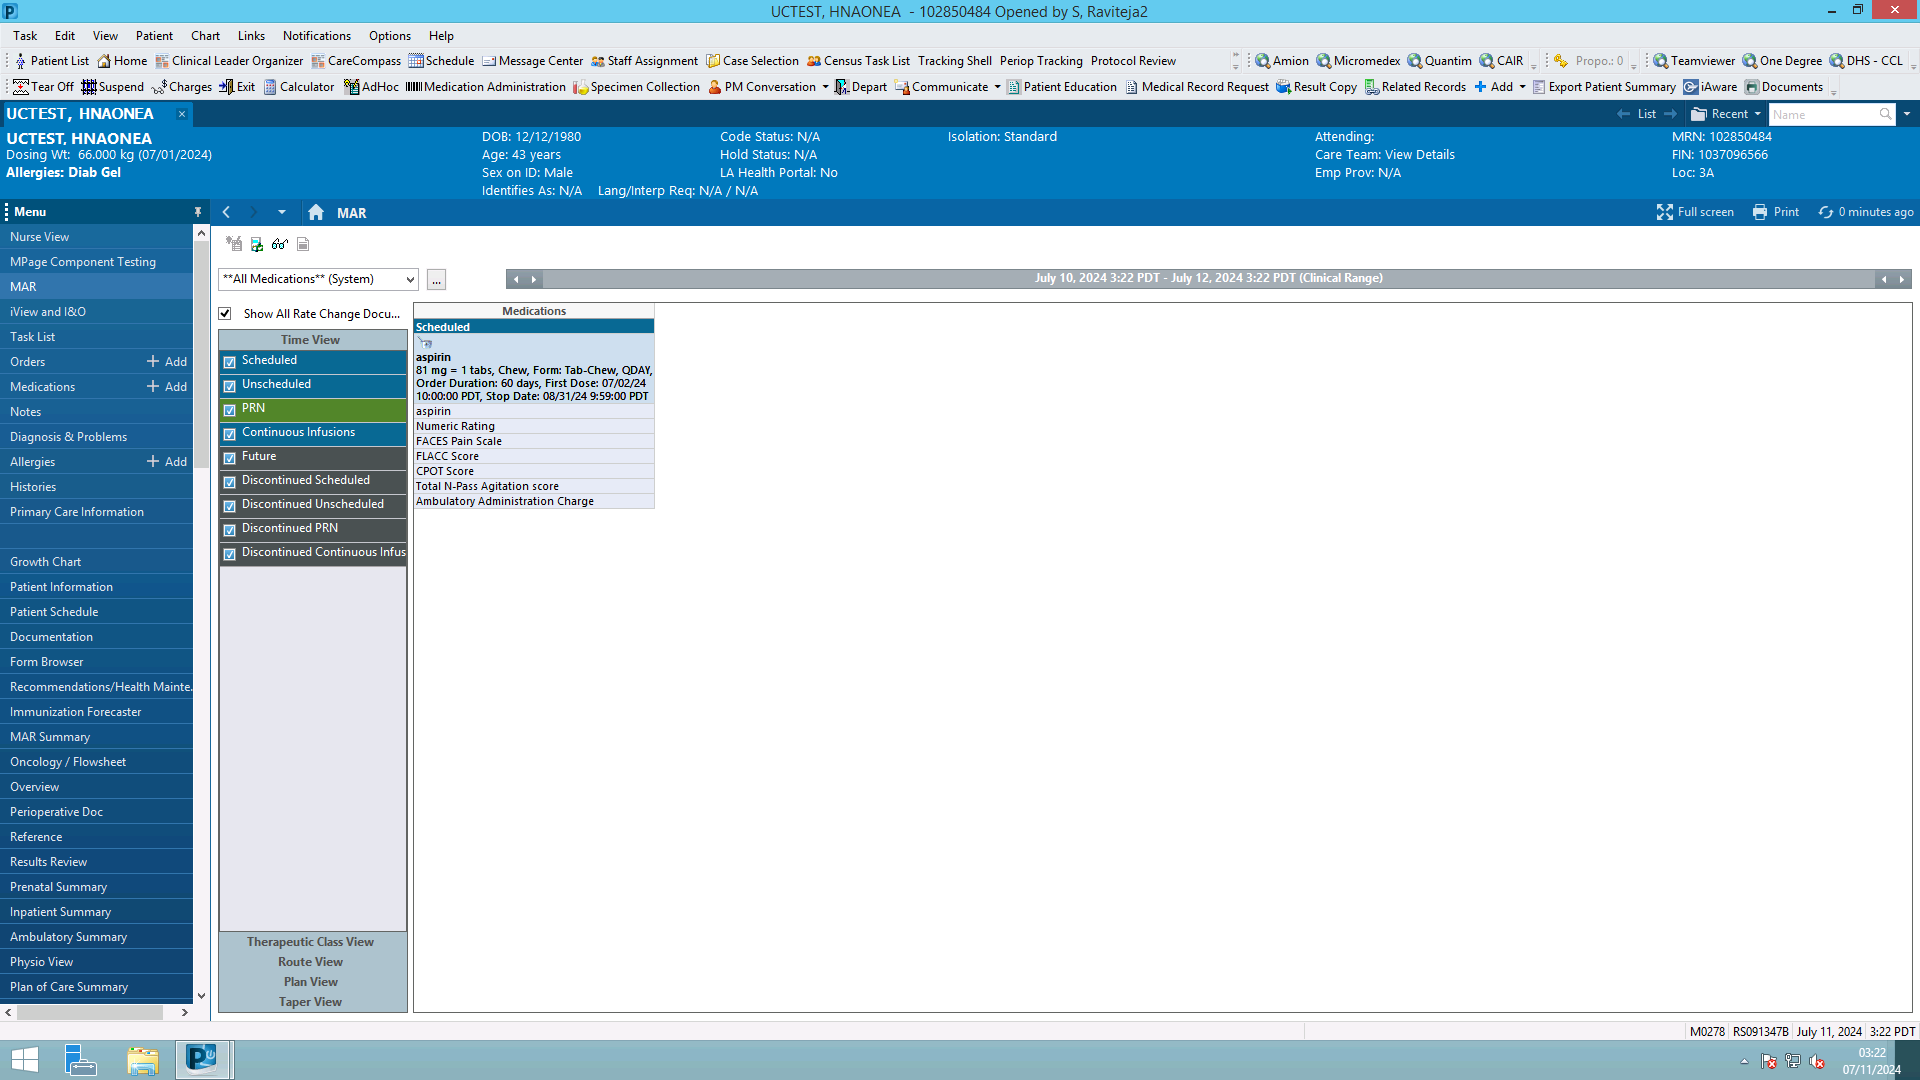 UCTEST, HNAONEA - 102850484 Opened by S, Raviteja2
Task Edit View Patient Chart Links Notifications Options Help
Patient List Home Clinical Leader Organizer CareCompass Schedule Message Center Staff Assignment Case Selection Census Task List Tracking Shell Periop Tracking Protocol Review Amion Micromedex Quantim CAIR Propo.: 0 Teamviewer One Degree DHS - CCL
Tear Off Suspend Charges Exit Calculator AdHoc Medication Administration Specimen Collection PM Conversation Depart Communicate Patient Education Medical Record Request Result Copy Related Records Add Export Patient Summary iAware Documents
UCTEST, HNAONEA List Recent Name
UCTEST, HNAONEA DOB: 12/12/1980 Code Status: N/A Isolation: Standard Attending: MRN: 102850484
Dosing Wt: 66.000 kg (07/01/2024) Age: 43 years Hold Status: N/A Care Team: View Details FIN: 1037096566
Allergies: Diab Gel Sex on ID: Male LA Health Portal: No Emp Prov: N/A Loc: 3A
Identifies As: N/A Lang/Interp Req: N/A / N/A
Menu MAR Full screen Print 0 minutes ago
Nurse View
MPage Component Testing
MAR
iView and I&O
Task List
Orders Add
Medications Add
Notes
Diagnosis & Problems
Allergies Add
Histories
Primary Care Information
Growth Chart
Patient Information
Patient Schedule
Documentation
Form Browser
Recommendations/Health Mainte.
Immunization Forecaster
MAR Summary
Oncology / Flowsheet
Overview
Perioperative Doc
Reference
Results Review
Prenatal Summary
Inpatient Summary
Ambulatory Summary
Physio View
Plan of Care Summary
**All Medications** (System) ...
July 10, 2024 3:22 PDT - July 12, 2024 3:22 PDT (Clinical Range)
Show All Rate Change Docu...
Time View
Scheduled
Unscheduled
PRN
Continuous Infusions
Future
Discontinued Scheduled
Discontinued Unscheduled
Discontinued PRN
Discontinued Continuous Infus
Therapeutic Class View
Route View
Plan View
Taper View
Medications
Scheduled
aspirin
81 mg = 1 tabs, Chew, Form: Tab-Chew, QDAY,
Order Duration: 60 days, First Dose: 07/02/24
10:00:00 PDT, Stop Date: 08/31/24 9:59:00 PDT
aspirin
Numeric Rating
FACES Pain Scale
FLACC Score
CPOT Score
Total N-Pass Agitation score
Ambulatory Administration Charge
M0278 RS091347B July 11, 2024 3:22 PDT
03:22
07/11/2024